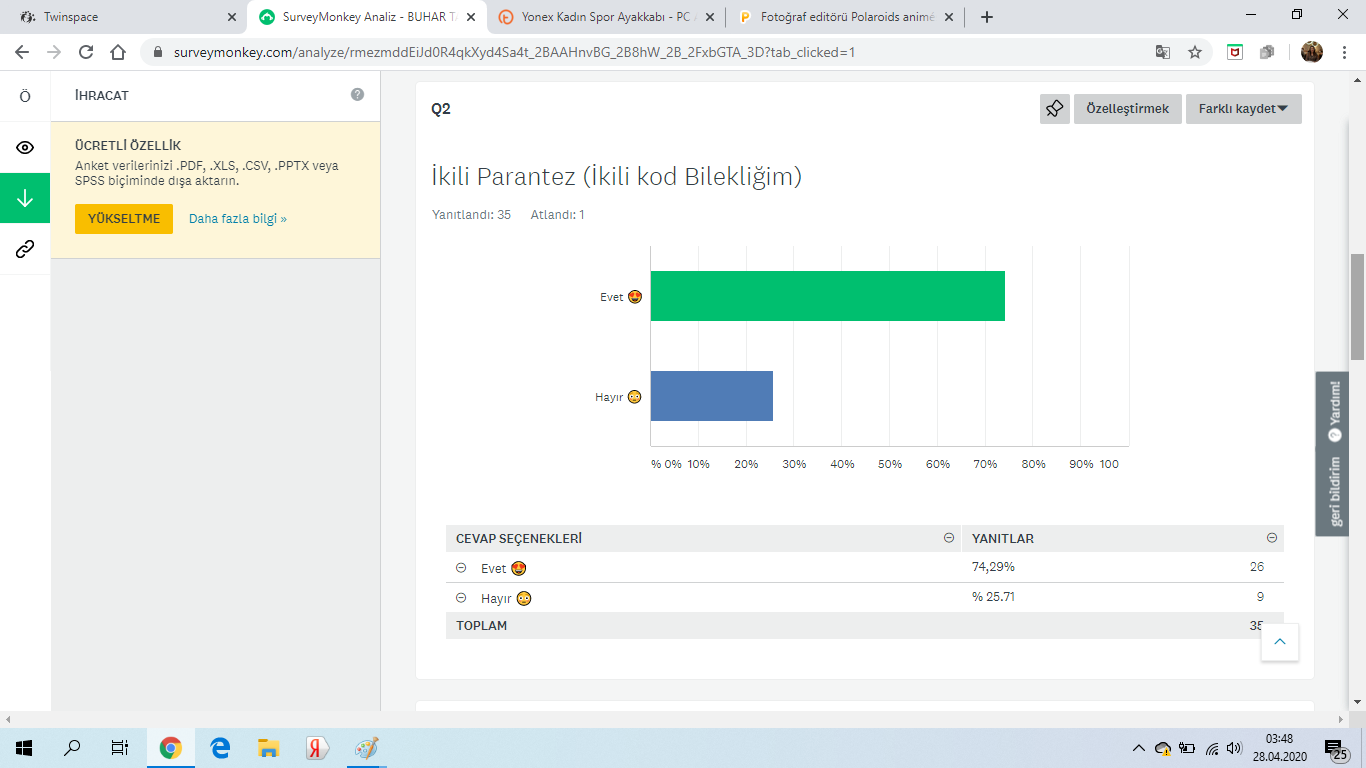 Twinspace
SurveyMonkey Analiz - BUHAR TA
Yonex Kadın Spor Ayakkabı - PC A
Fotoğraf editörü Polaroids animé
surveymonkey.com/analyze/rmezmddEiJd0R4qkXyd4Sa4t_2BAAHnvBG_2B8hW_2B_2FxbGTA_3D?tab_clicked=1
Ö
İHRACAT
ÜCRETLİ ÖZELLİK
Anket verilerinizi .PDF, .XLS, .CSV, .PPTX veya
SPSS biçiminde dışa aktarın.
YÜKSELTME
Daha fazla bilgi »
Q2
Özelleştirmek
Farklı kaydet
İkili Parantez (İkili kod Bilekliğim)
Yanıtlandı: 35 Atlandı: 1
Evet 😍
Hayır 😳
% 0% 10% 20% 30% 40% 50% 60% 70% 80% 90% 100
CEVAP SEÇENEKLERİ YANITLAR
Evet 😍 74,29% 26
Hayır 😳 % 25.71 9
TOPLAM 35
Yardım!
geri bildirim
03:48
28.04.2020
25